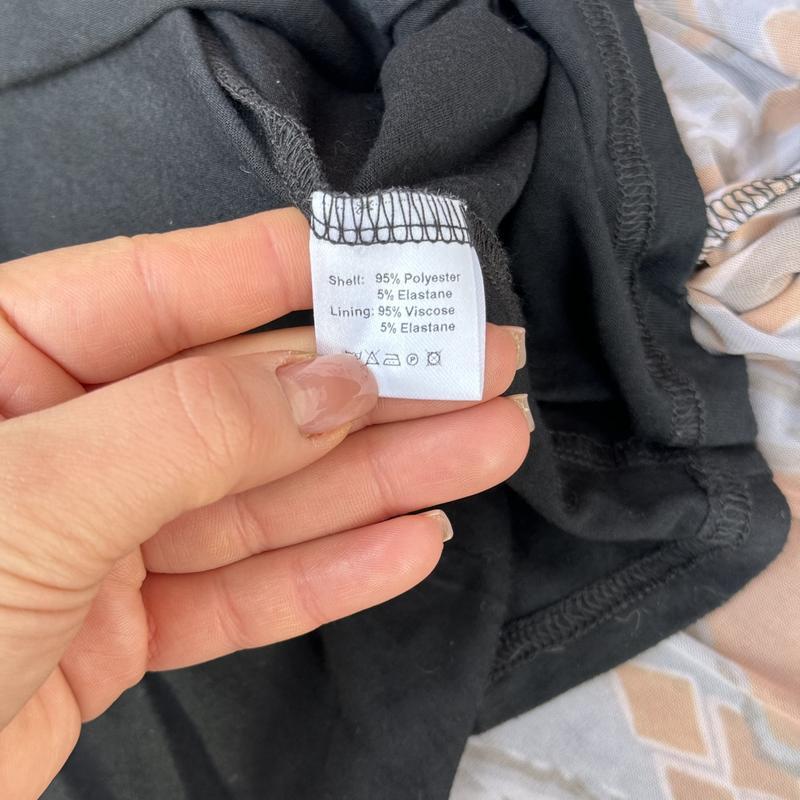 Shell: 95% Polyester
5% Elastane
Lining: 95% Viscose
5% Elastane
P